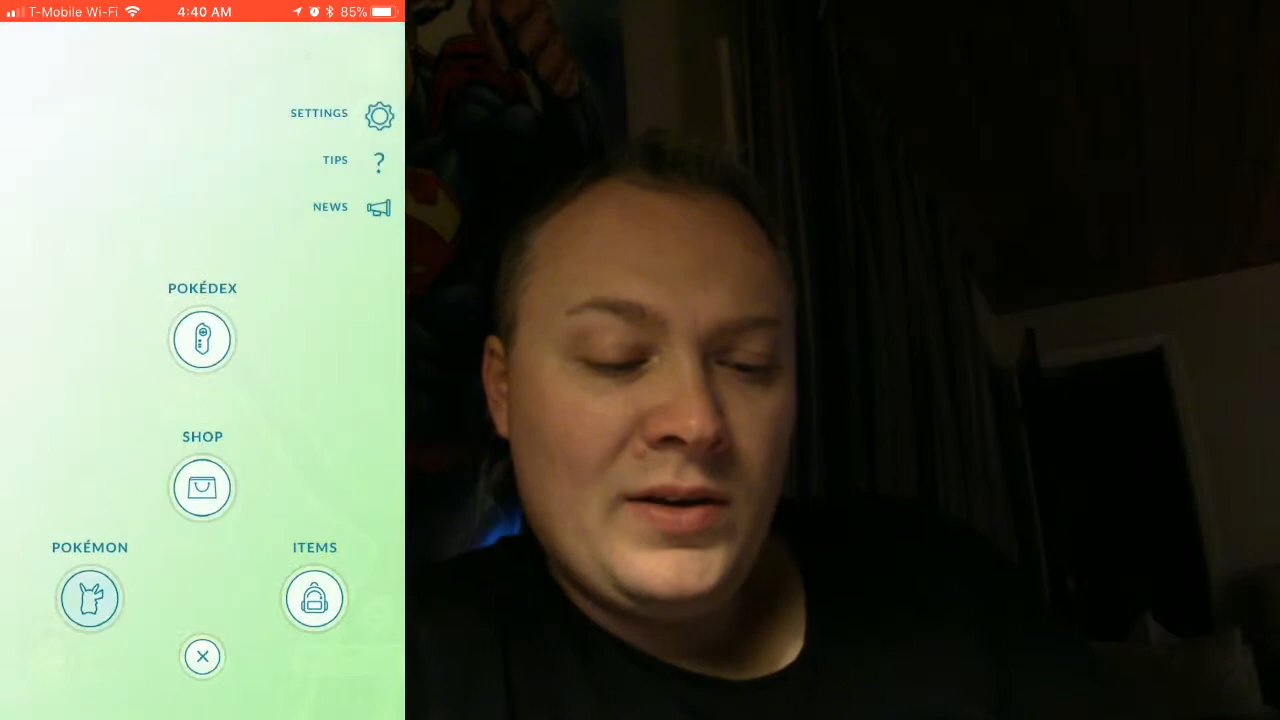 T-Mobile Wi-Fi 4:40 AM 85%
SETTINGS
TIPS
?
NEWS
POKÉDEX
SHOP
POKÉMON ITEMS